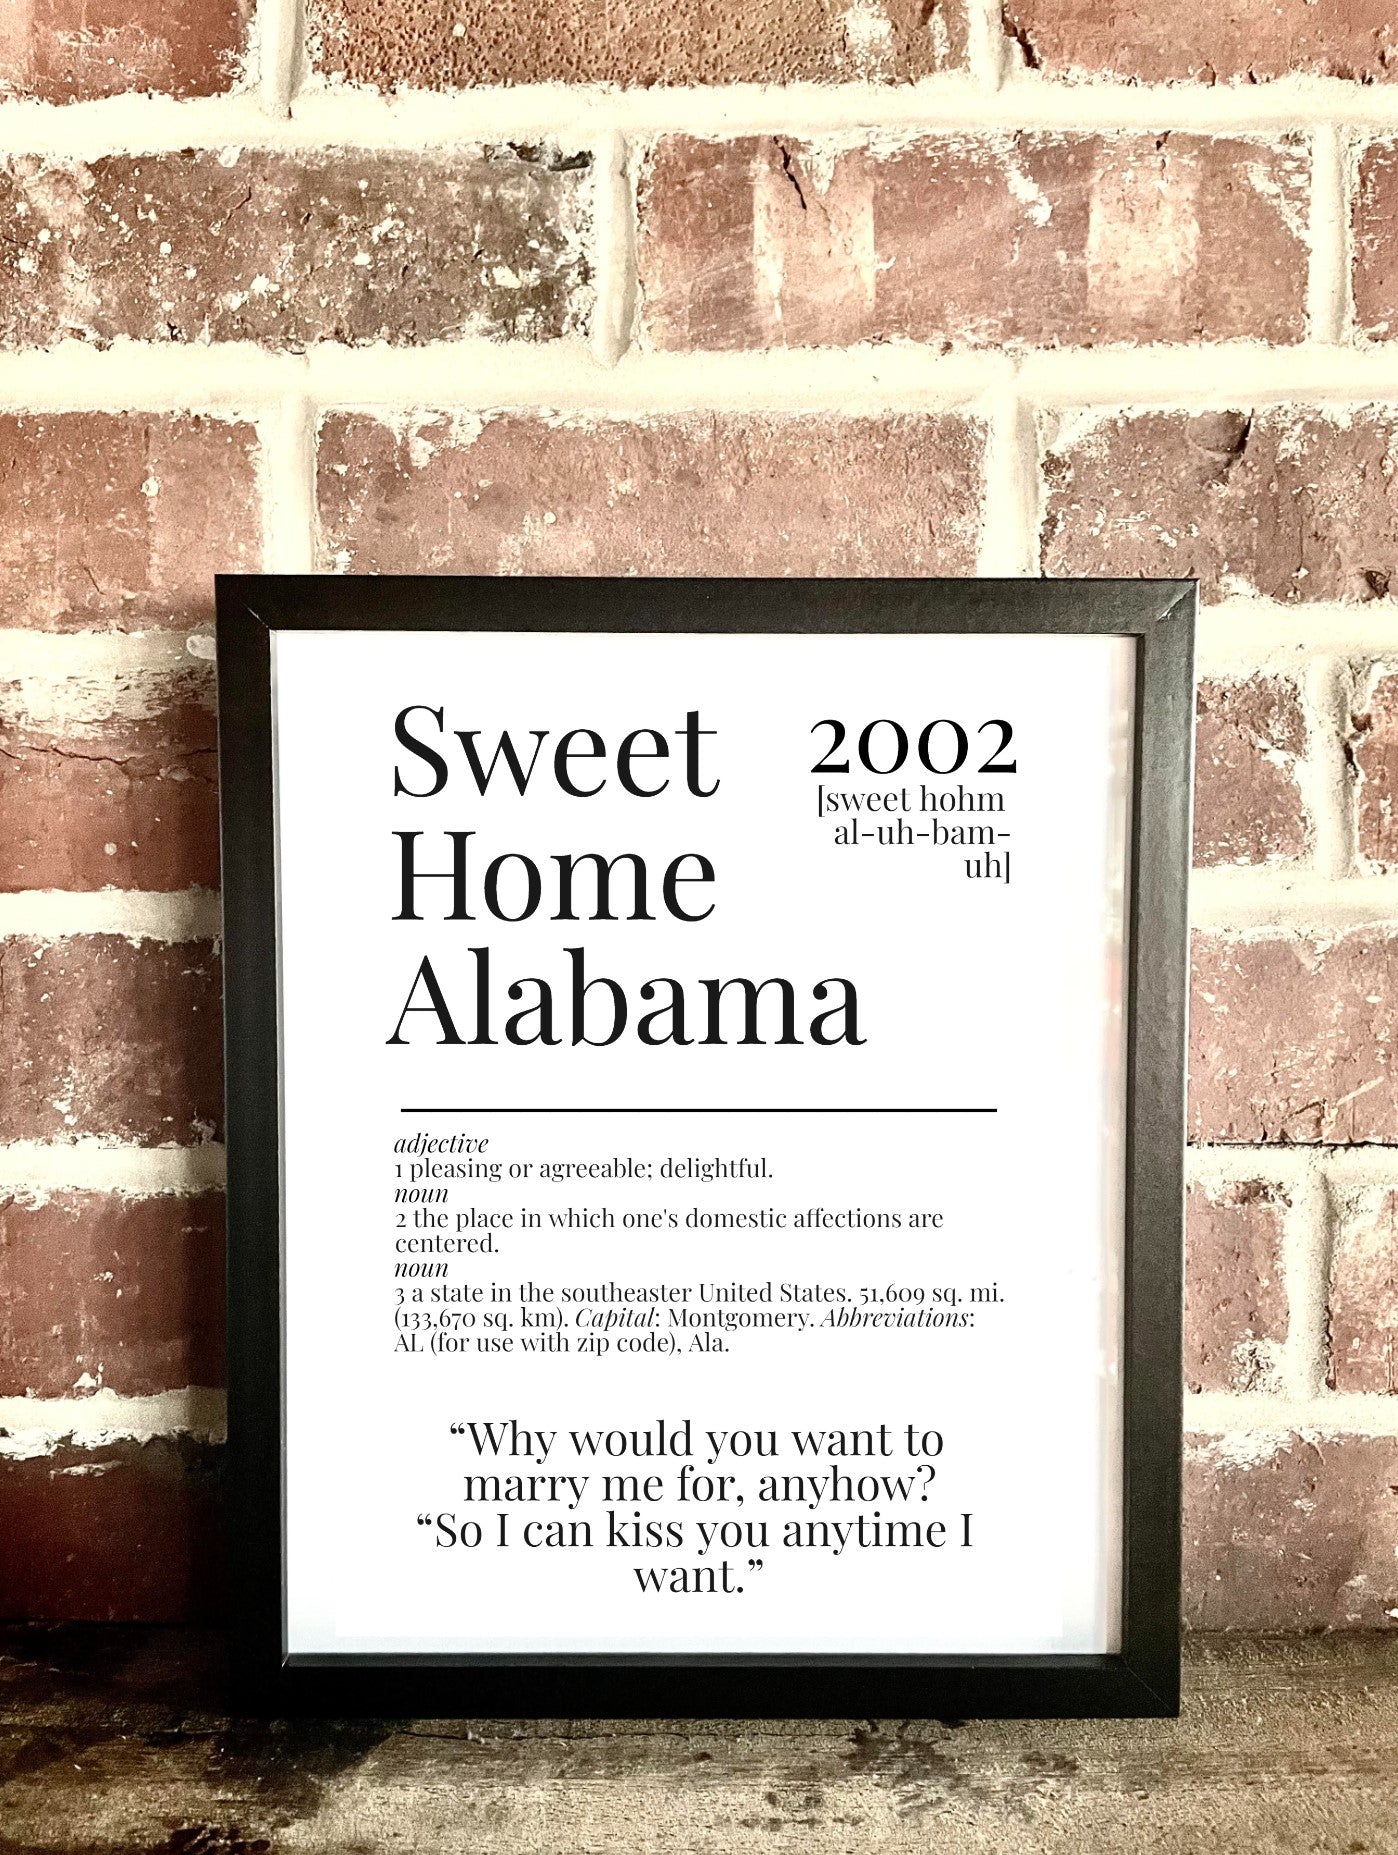 Sweet
Home
Alabama
2002
[sweet hohm
al-uh-bam-
uh]
adjective
1 pleasing or agreeable; delightful.
noun
2 the place in which one's domestic affections are
centered.
noun
3 a state in the southeaster United States. 51,609 sq. mi.
(133,670 sq. km). Capital: Montgomery. Abbreviations:
AL (for use with zip code), Ala.
“Why would you want to
marry me for, anyhow?
“So I can kiss you anytime I
want.”